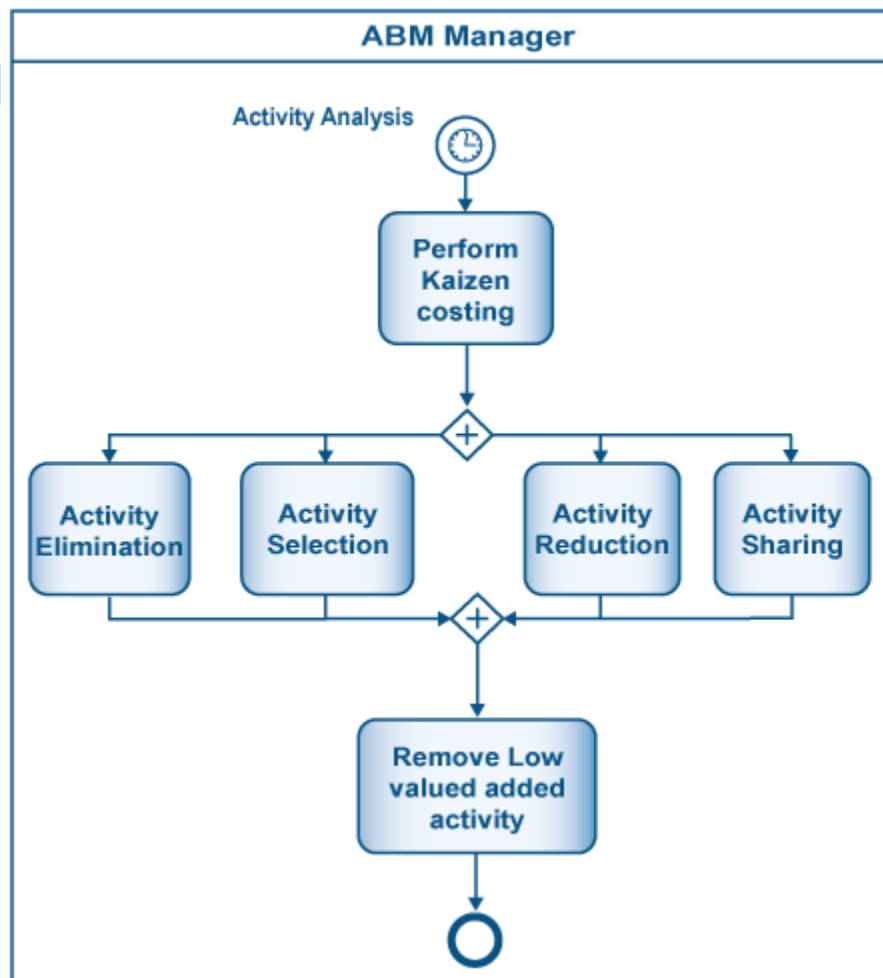 ABM Manager
Activity Analysis
Perform
Kaizen
costing
Activity
Elimination
Activity
Selection
Activity
Reduction
Activity
Sharing
Remove Low
valued added
activity